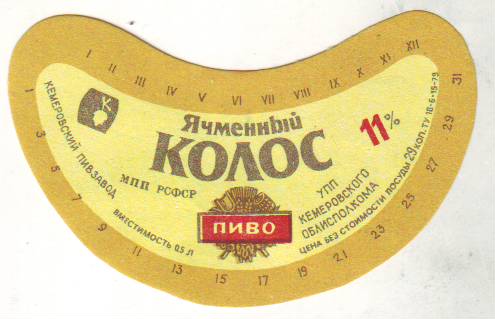 I II III IV V VI VII VIII IX X XI XII
К
КЕМЕРОВСКИЙ ПИВЗАВОД
Ячменный
КОЛОС
11%
МПП РСФСР
ПИВО
УПП
КЕМЕРОВСКОГО
ОБЛИСПОЛКОМА
ВМЕСТИМОСТЬ 0,5 Л
ЦЕНА БЕЗ СТОИМОСТИ ПОСУДЫ 29 КОП. ТУ 18-6-15-79
1 3 5 7 9 11 13 15 17 19 21 23 25 27 29 31